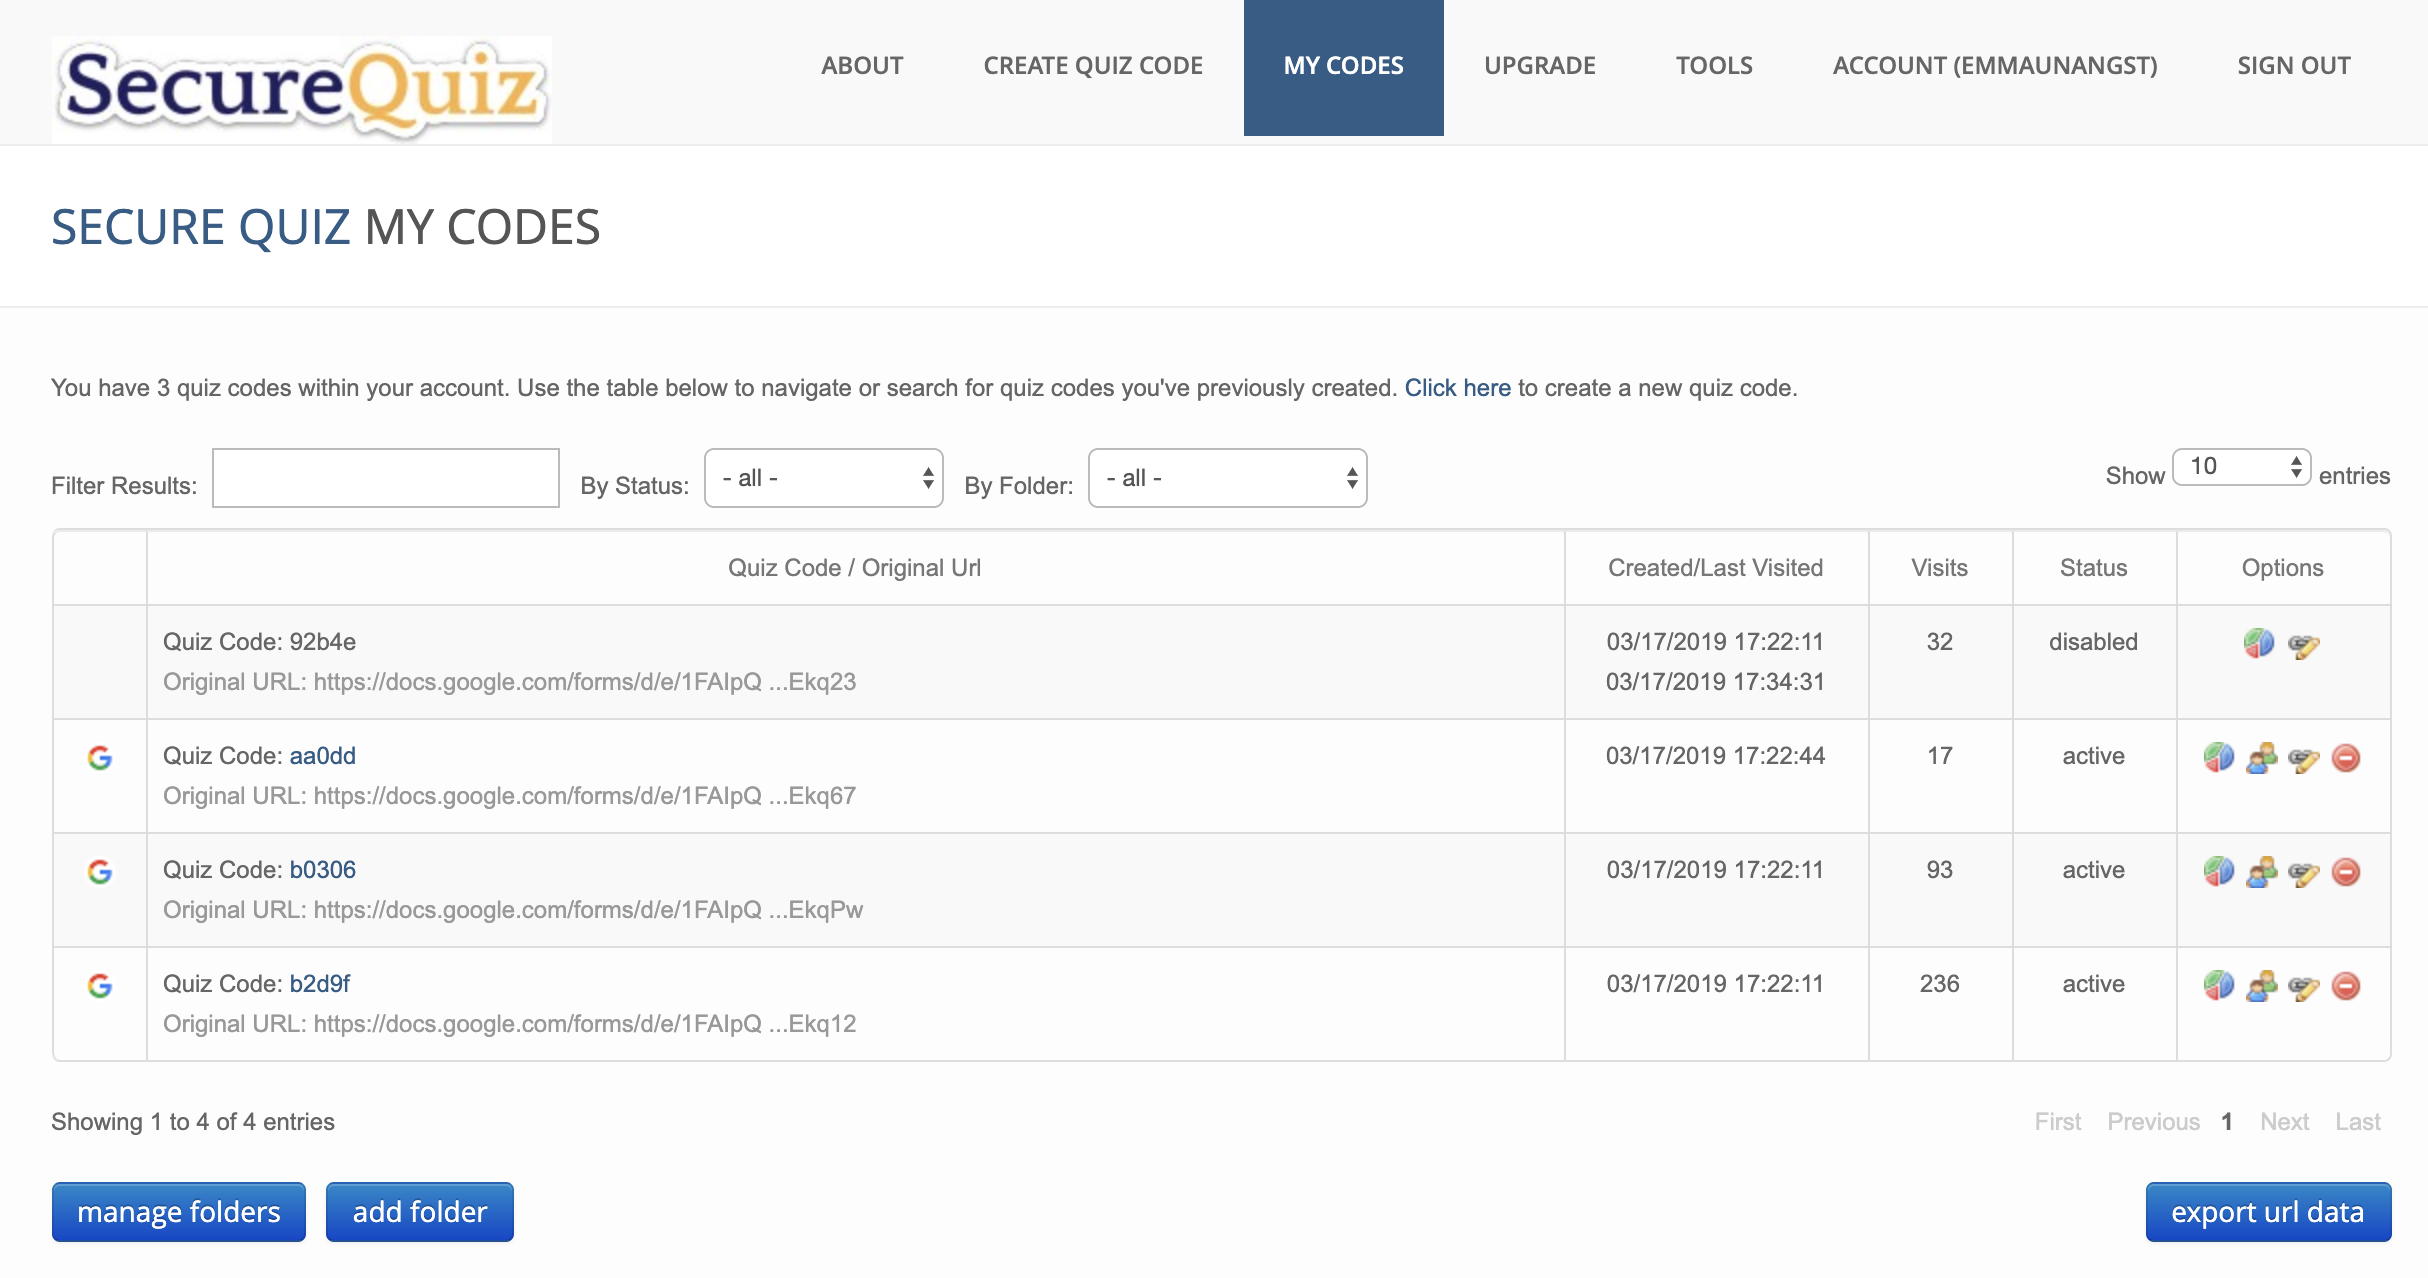 SecureQuiz
ABOUT CREATE QUIZ CODE MY CODES UPGRADE TOOLS ACCOUNT (EMMAUNANGST) SIGN OUT
SECURE QUIZ MY CODES
You have 3 quiz codes within your account. Use the table below to navigate or search for quiz codes you've previously created. Click here to create a new quiz code.
Filter Results: By Status: - all - By Folder: - all - Show 10 entries
Quiz Code / Original Url Created/Last Visited Visits Status Options
Quiz Code: 92b4e 03/17/2019 17:22:11 32 disabled
Original URL: https://docs.google.com/forms/d/e/1FAIpQ ...Ekq23 03/17/2019 17:34:31
Quiz Code: aa0dd 03/17/2019 17:22:44 17 active
Original URL: https://docs.google.com/forms/d/e/1FAIpQ ...Ekq67
Quiz Code: b0306 03/17/2019 17:22:11 93 active
Original URL: https://docs.google.com/forms/d/e/1FAIpQ ...EkqPw
Quiz Code: b2d9f 03/17/2019 17:22:11 236 active
Original URL: https://docs.google.com/forms/d/e/1FAIpQ ...Ekq12
Showing 1 to 4 of 4 entries First Previous 1 Next Last
manage folders add folder export url data